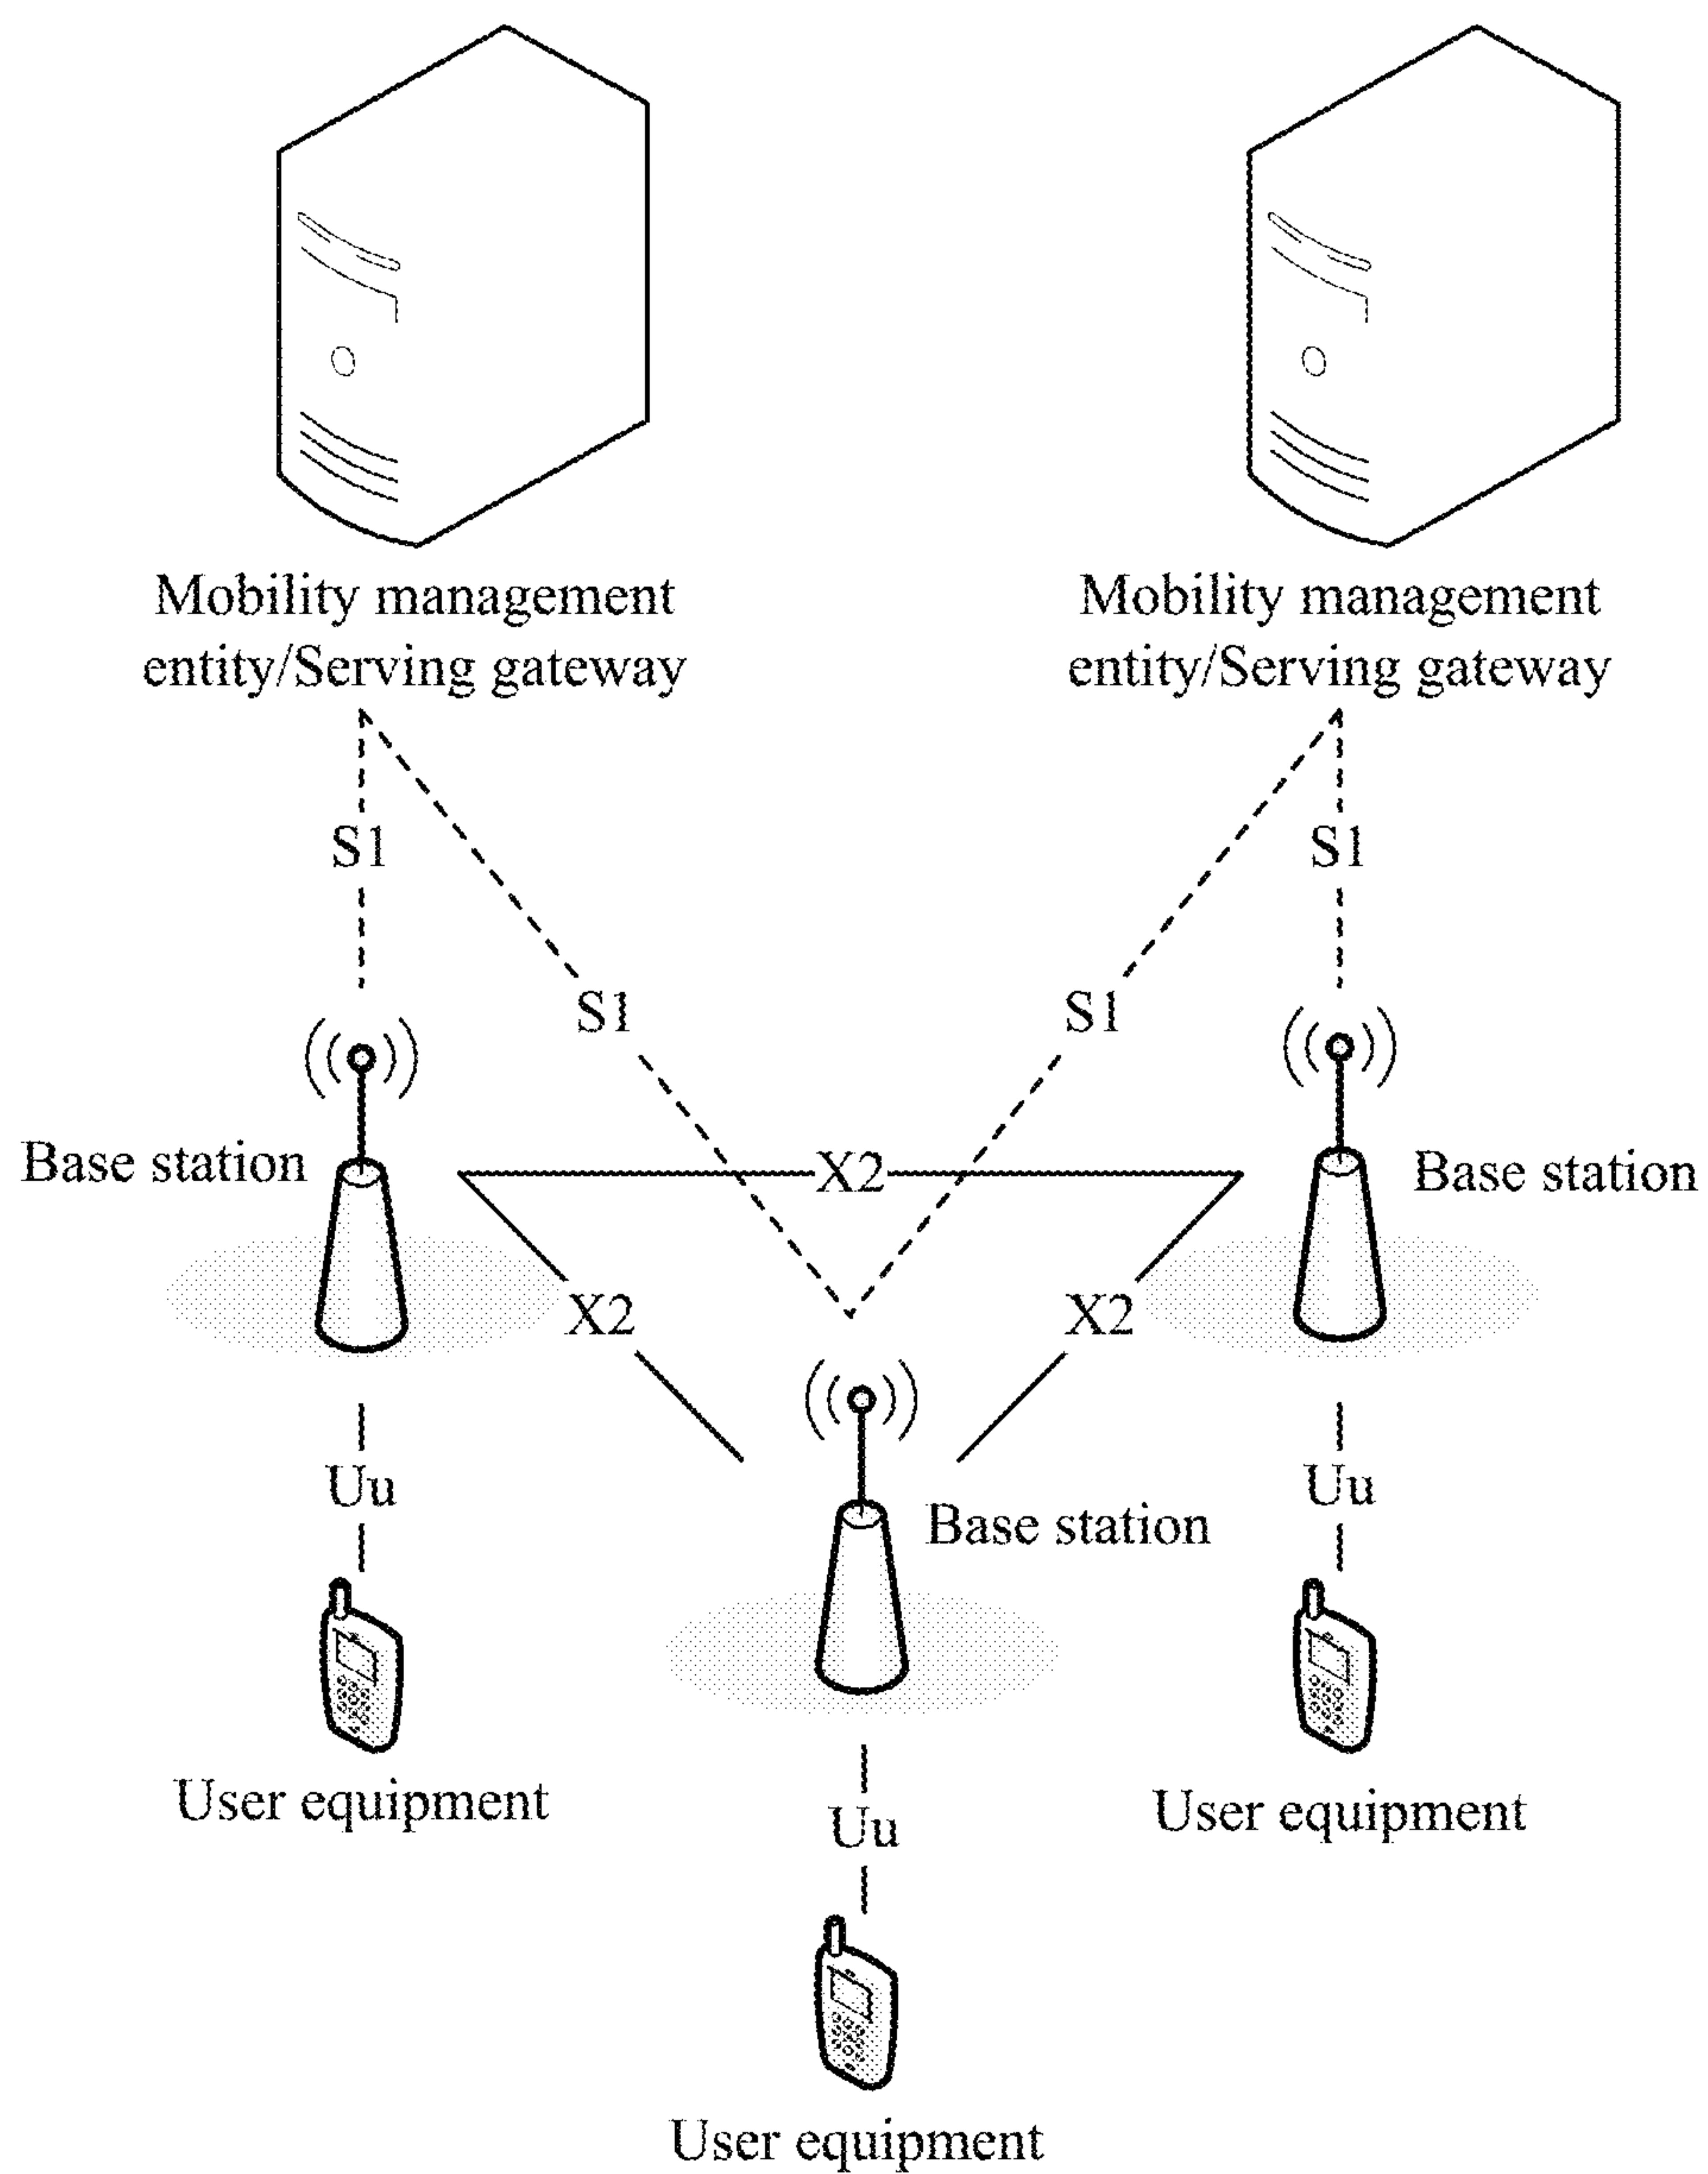 Mobility management
entity/Serving gateway
Mobility management
entity/Serving gateway
S1
S1
S1
S1
Base station
X2
Base station
X2
X2
Uu
Base station
Uu
User equipment
User equipment
Uu
User equipment